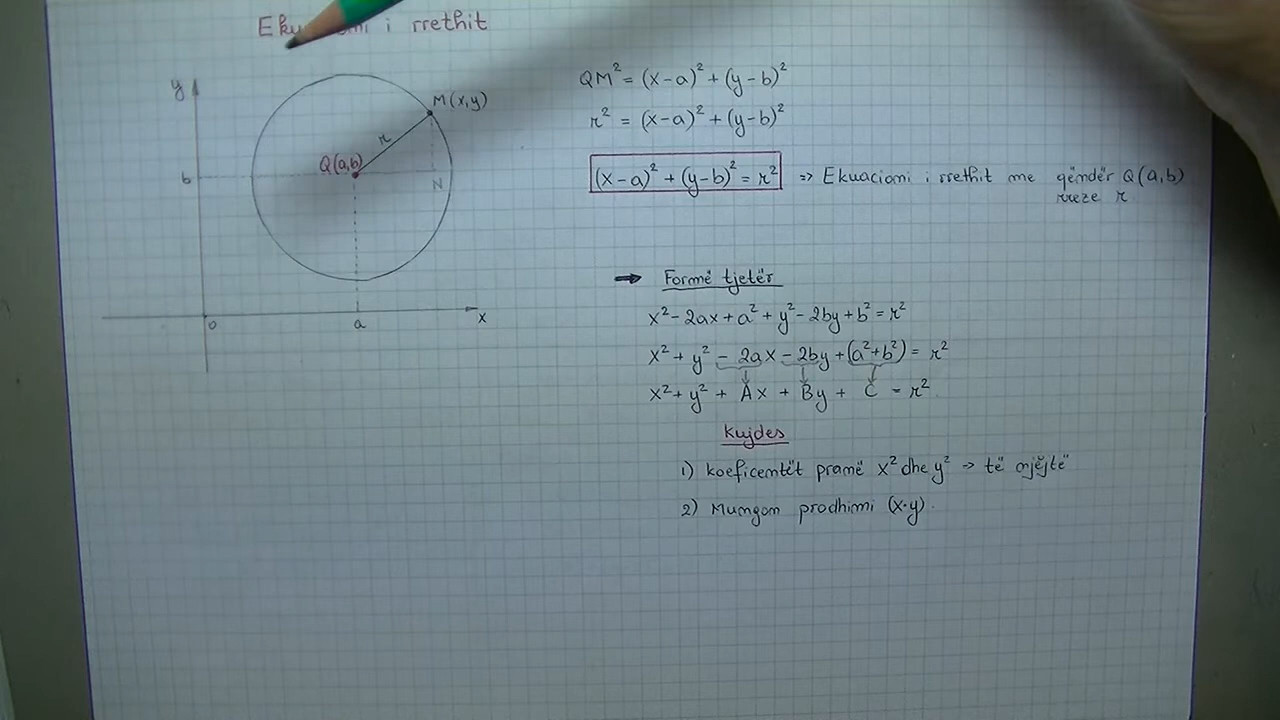 i rrethit
y
M(x,y)
r
Q(a,b)
b
N
0
a
x
QM² = (x-a)² + (y-b)²
r² = (x-a)² + (y-b)²
(x-a)² + (y-b)² = r² => Ekuacioni i rrethit me qëndër Q(a,b)
rreze r
→ Formë tjetër
x² - 2ax + a² + y² - 2by + b² = r²
x² + y² - 2ax - 2by + (a²+b²) = r²
x² + y² + Ax + By + C = r²
Kujdes
1) koeficentët pranë x² dhe y² → të njëjtë
2) Mungon prodhimi (x·y)